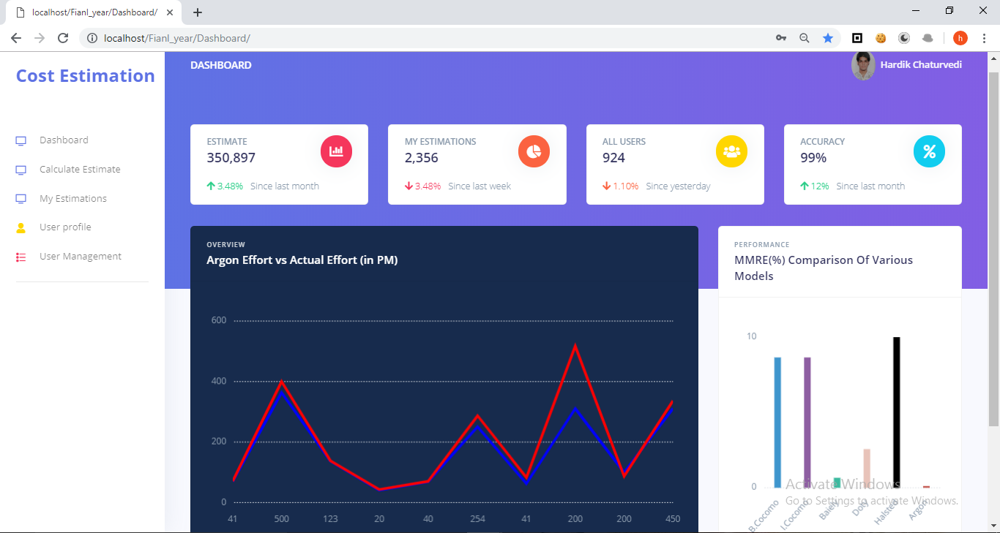 localhost/Fianl_year/Dashboard/
localhost/Fianl_year/Dashboard/
h
Cost Estimation
Dashboard
Calculate Estimate
My Estimations
User profile
User Management
DASHBOARD
Hardik Chaturvedi
ESTIMATE
350,897
3.48% Since last month
MY ESTIMATIONS
2,356
3.48% Since last week
ALL USERS
924
1.10% Since yesterday
ACCURACY
99%
12% Since last month
OVERVIEW
Argon Effort vs Actual Effort (in PM)
600
400
200
0
41 500 123 20 40 254 41 200 200 450
PERFORMANCE
MMRE(%) Comparison Of Various
Models
10
0
B.Cocomo I.Cocomo Baiely Doty Halstea Argon
Activate Windows
Go to Settings to activate Windows.